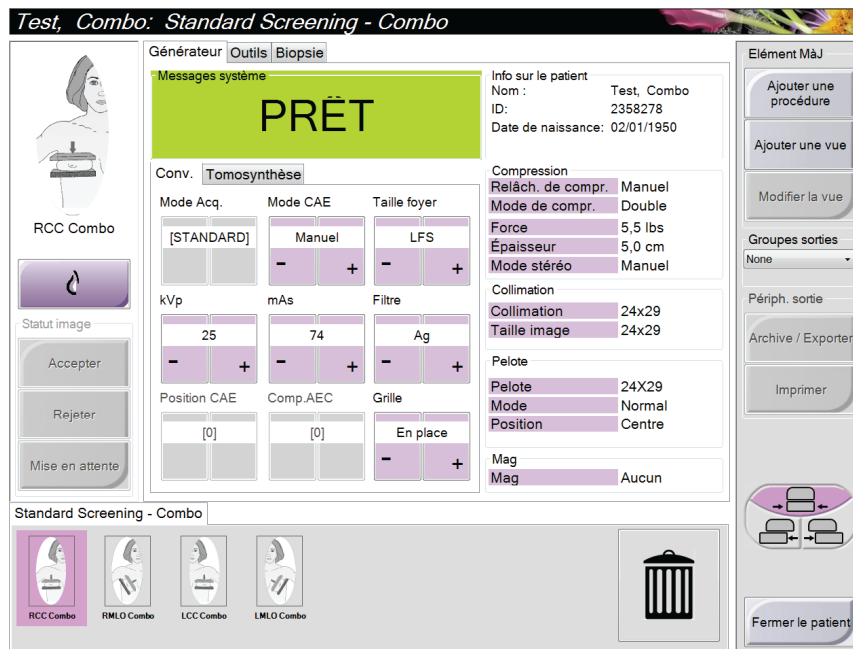 Test, Combo: Standard Screening - Combo
RCC Combo
Statut image
Accepter
Rejeter
Mise en attente
Générateur Outils Biopsie
Messages système
PRÊT
Info sur le patient
Nom : Test, Combo
ID: 2358278
Date de naissance: 02/01/1950
Conv. Tomosynthèse
Mode Acq. Mode CAE Taille foyer
[STANDARD] Manuel LFS
- + - +
kVp mAs Filtre
25 74 Ag
- + - + - +
Position CAE Comp.AEC Grille
[0] [0] En place
- +
Compression
Relâch. de compr. Manuel
Mode de compr. Double
Force 5,5 lbs
Épaisseur 5,0 cm
Mode stéréo Manuel
Collimation
Collimation 24x29
Taille image 24x29
Pelote
Pelote 24X29
Mode Normal
Position Centre
Mag
Mag Aucun
Elément MàJ
Ajouter une
procédure
Ajouter une vue
Modifier la vue
Groupes sorties
None
Périph. sortie
Archive / Exporter
Imprimer
Fermer le patient
Standard Screening - Combo
RCC Combo RMLO Combo LCC Combo LMLO Combo